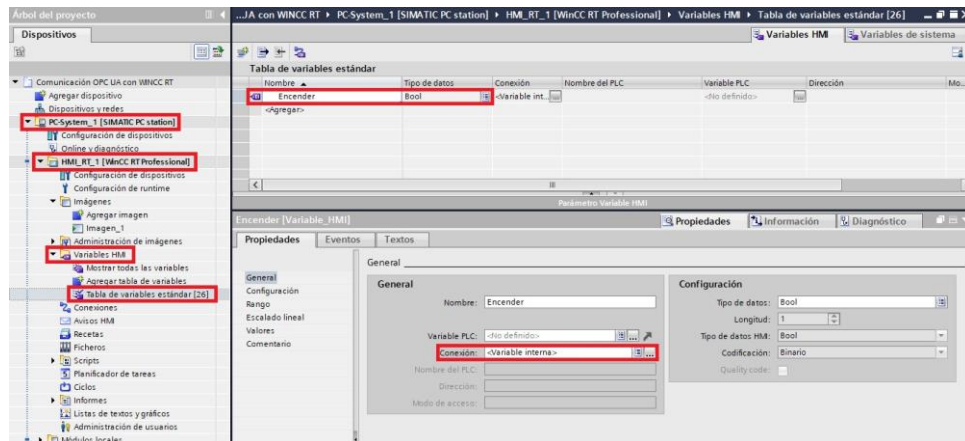 Árbol del proyecto
...JA con WINCC RT ▸ PC-System_1 [SIMATIC PC station] ▸ HMI_RT_1 [WinCC RT Professional] ▸ Variables HMI ▸ Tabla de variables estándar [26]
Dispositivos
Variables HMI
Variables de sistema
Comunicación OPC UA con WINCC RT
Agregar dispositivo
Dispositivos y redes
PC-System_1 [SIMATIC PC station]
Configuración de dispositivos
Online y diagnóstico
HMI_RT_1 [WinCC RT Professional]
Configuración de dispositivos
Configuración de runtime
Imágenes
Agregar imagen
Imagen_1
Administración de imágenes
Variables HMI
Mostrar todas las variables
Agregar tabla de variables
Tabla de variables estándar [26]
Conexiones
Avisos HMI
Recetas
Ficheros
Scripts
Planificador de tareas
Ciclos
Informes
Listas de textos y gráficos
Administración de usuarios
Módulos locales
Tabla de variables estándar
Nombre Tipo de datos Conexión Nombre del PLC Variable PLC Dirección Mo...
Encender Bool <Variable int... <No definido>
<Agregar>
Parámetro Variable HMI
Encender [Variable_HMI]
Propiedades Información Diagnóstico
Propiedades Eventos Textos
General
Configuración
Rango
Escalado lineal
Valores
Comentario
General
General
Nombre: Encender
Variable PLC: <No definido>
Conexión: <Variable interna>
Nombre del PLC:
Dirección:
Modo de acceso:
Configuración
Tipo de datos: Bool
Longitud: 1
Tipo de datos HMI: Bool
Codificación: Binario
Quality code: